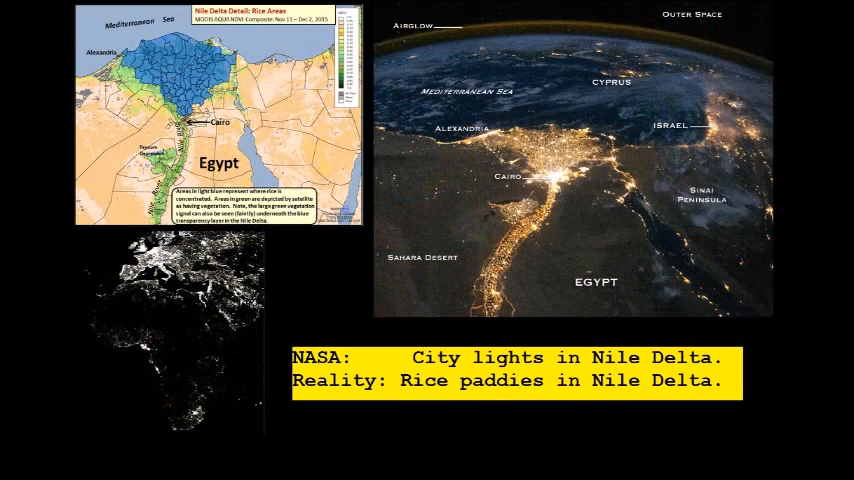 Nile Delta Detail: Rice Areas
MODIS AQUA NDVI Composite: Nov 11 – Dec 2, 2015
Mediterranean Sea
Alexandria
Cairo
Nile River
Fayoum
Depression
Egypt
Areas in light blue represent where rice is
concentrated. Areas in green are depicted by satellite
as having vegetation. Note, the large green vegetation
signal can also be seen (faintly) underneath the blue
transparency layer in the Nile Delta.
OUTER SPACE
AIRGLOW
CYPRUS
MEDITERRANEAN SEA
ALEXANDRIA
ISRAEL
CAIRO
SINAI
PENINSULA
SAHARA DESERT
EGYPT
NASA: City lights in Nile Delta.
Reality: Rice paddies in Nile Delta.